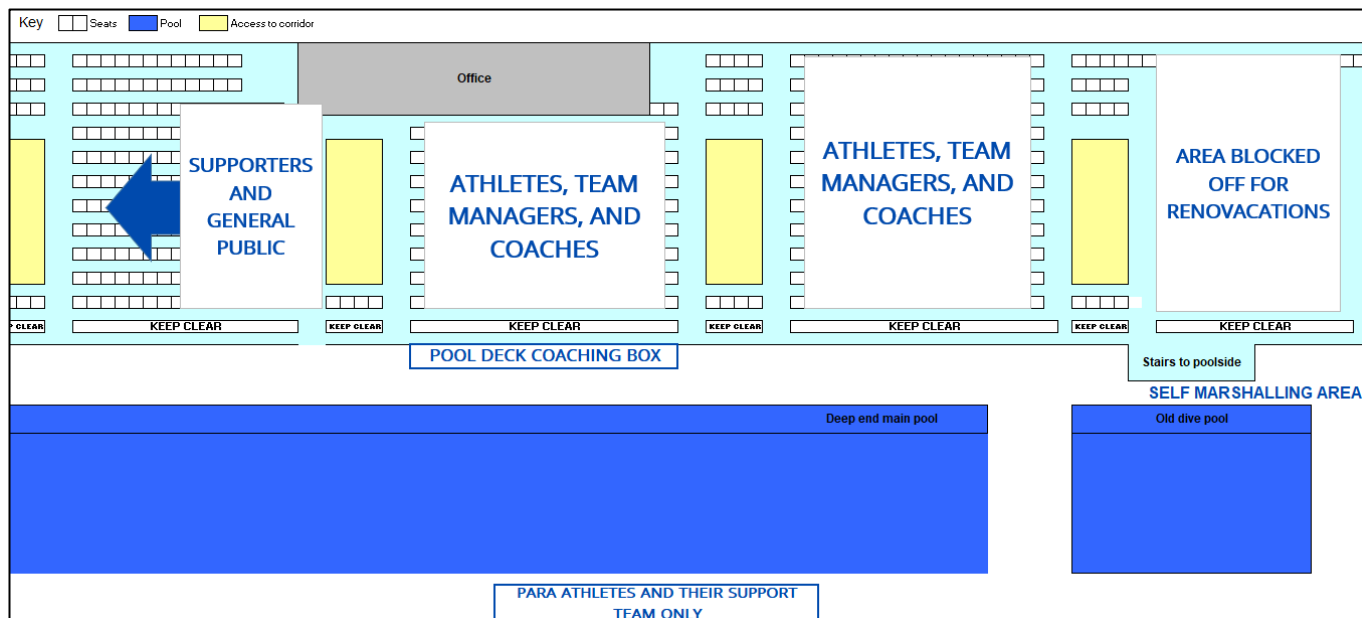 Key
Seats
Pool
Access to corridor
Office
SUPPORTERS
AND
GENERAL
PUBLIC
ATHLETES, TEAM
MANAGERS, AND
COACHES
ATHLETES, TEAM
MANAGERS, AND
COACHES
AREA BLOCKED
OFF FOR
RENOVACATIONS
P CLEAR
KEEP CLEAR
KEEP CLEAR
KEEP CLEAR
KEEP CLEAR
KEEP CLEAR
KEEP CLEAR
KEEP CLEAR
POOL DECK COACHING BOX
Stairs to poolside
SELF MARSHALLING AREA
Deep end main pool
Old dive pool
PARA ATHLETES AND THEIR SUPPORT
TEAM ONLY